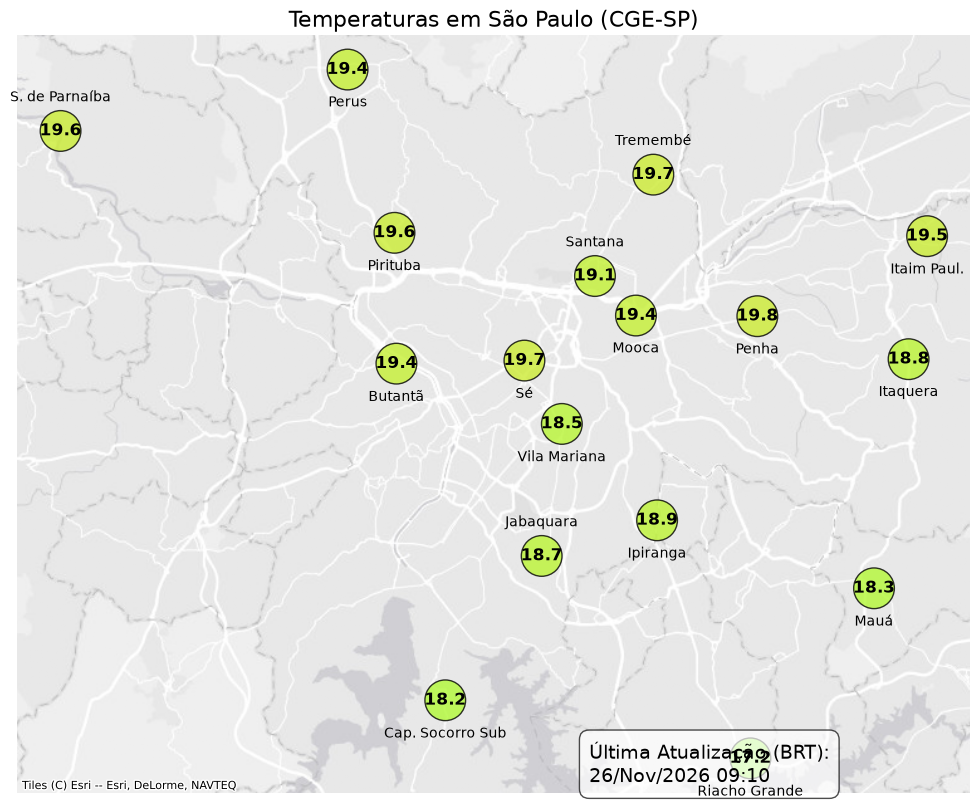 Temperaturas em São Paulo (CGE-SP)
19.4
Perus
S. de Parnaíba
19.6
Tremembé
19.7
19.6
Pirituba
19.5
Itaim Paul.
Santana
19.1
19.4
Mooca
19.8
Penha
18.8
Itaquera
19.4
Butantã
19.7
Sé
18.5
Vila Mariana
Jabaquara
18.7
18.9
Ipiranga
18.3
Mauá
18.2
Cap. Socorro Sub
Última Atualização (BRT):
26/Nov/2026 09:10
17.2
Riacho Grande
Tiles (C) Esri -- Esri, DeLorme, NAVTEQ